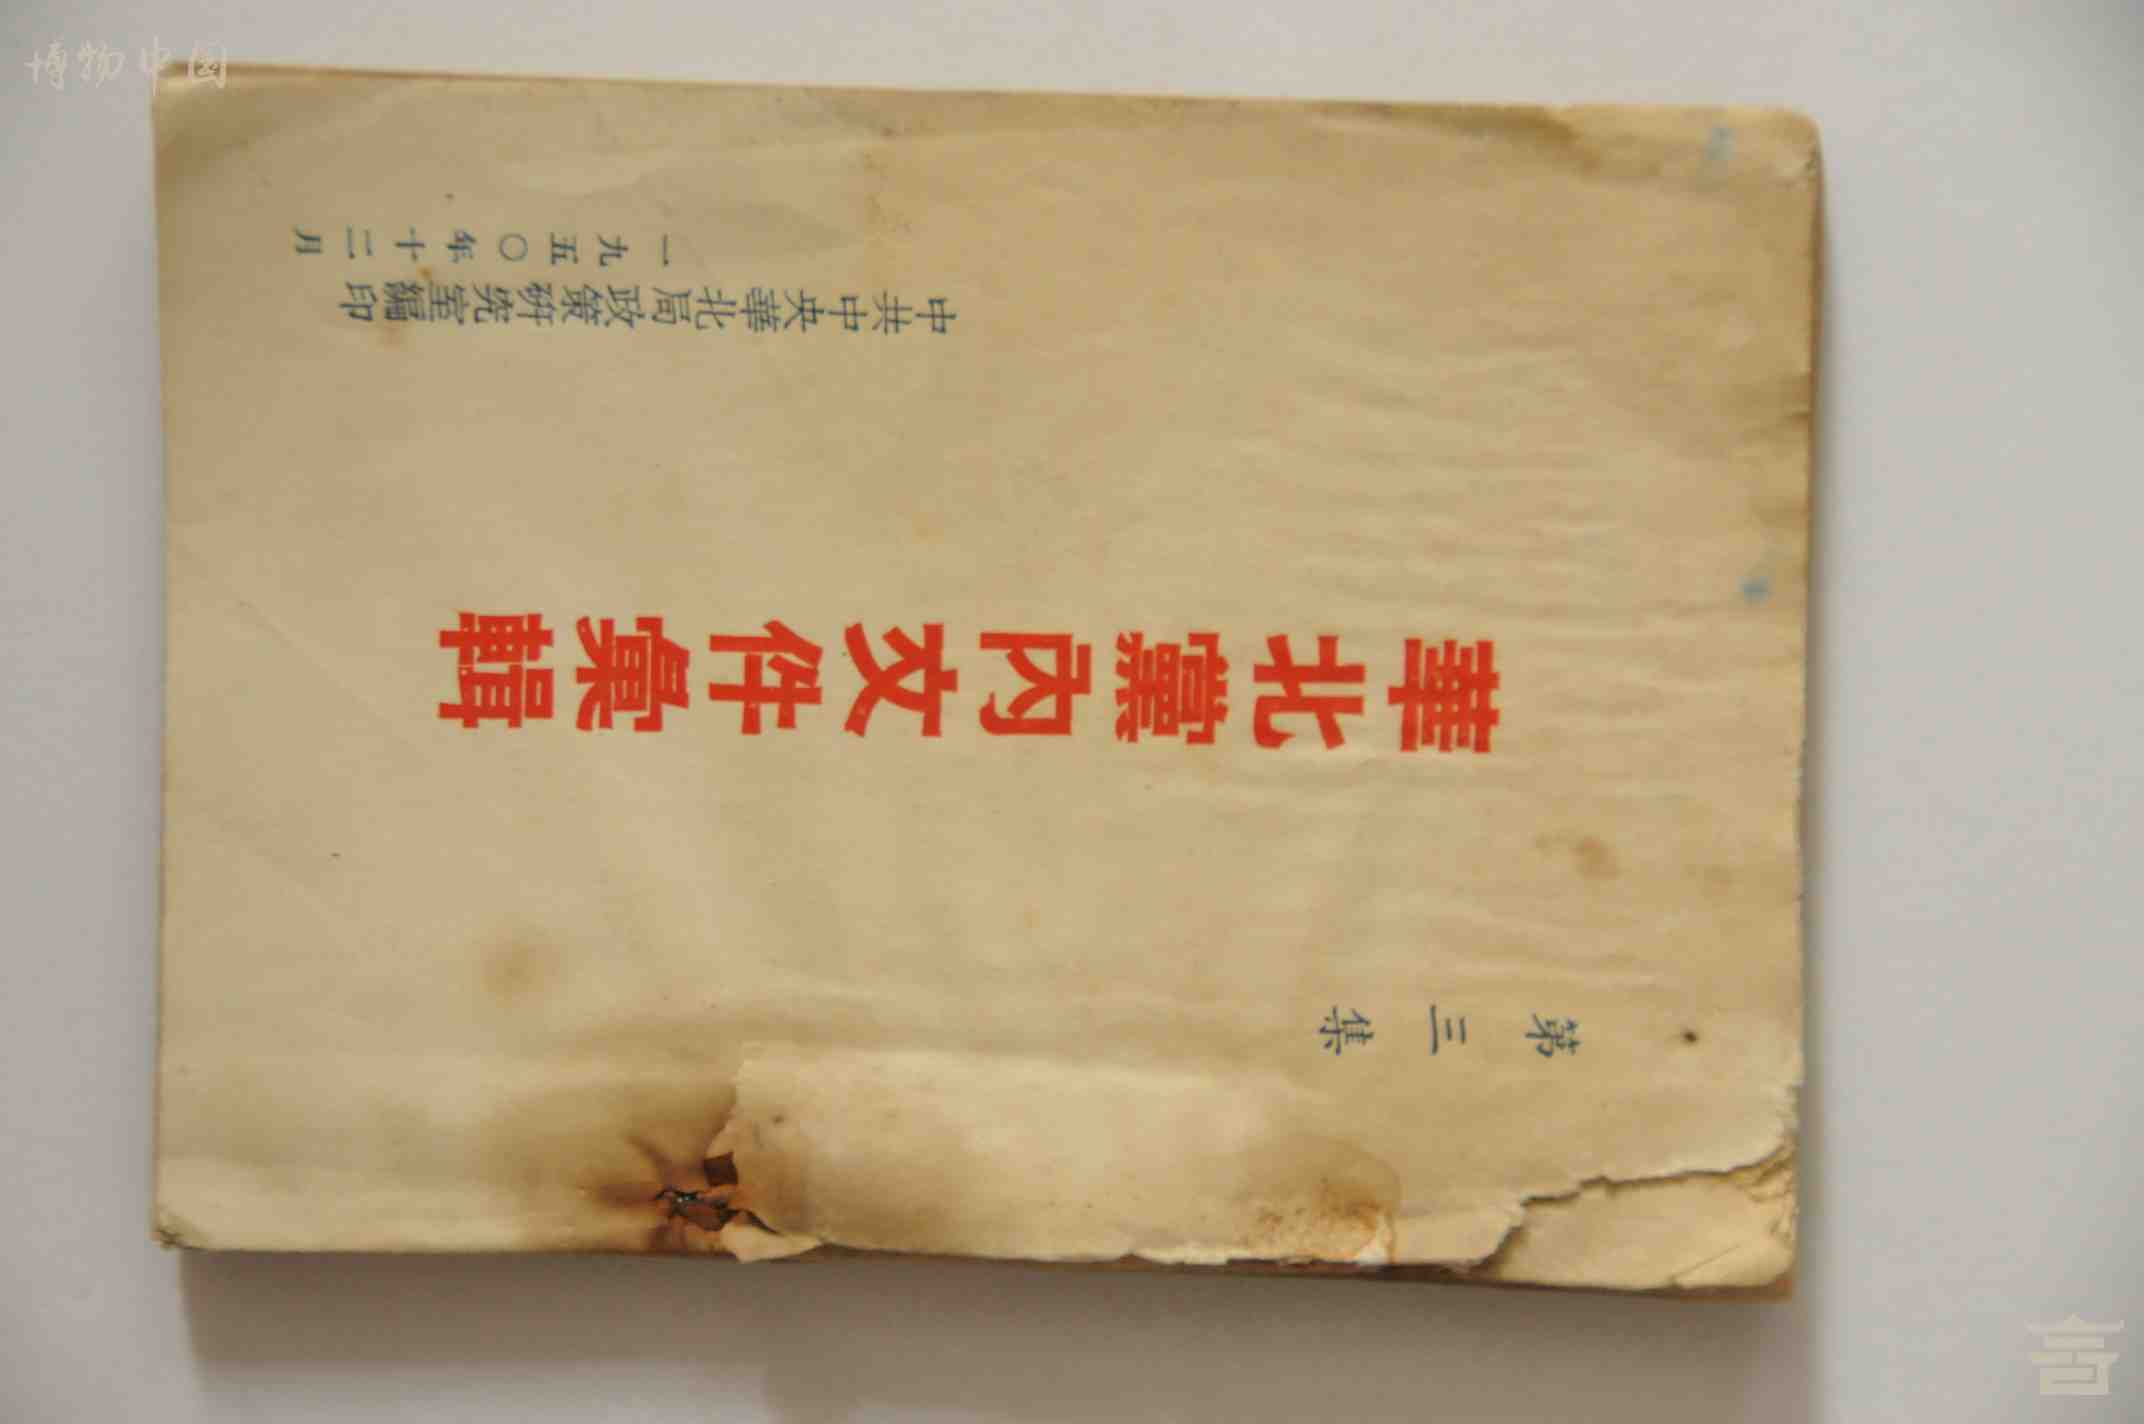 博物中国
華北黨內文件彙輯
第三集
中共中央華北局政策研究室編印
一九五〇年十二月